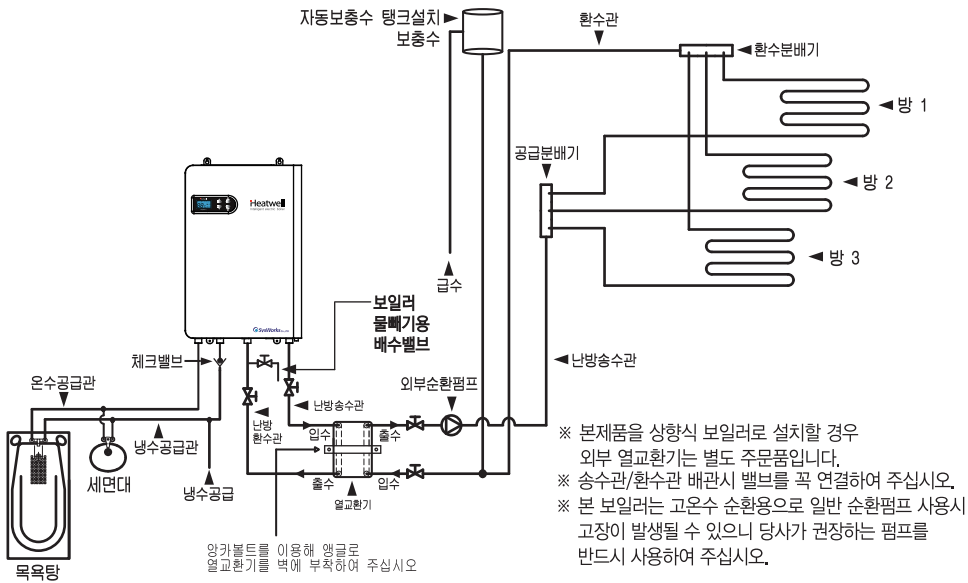 자동보충수 탱크설치
보충수
환수관
환수분배기
방 1
공급분배기
방 2
방 3
급수
Heatwell
보일러
물빼기용
배수밸브
SvelWorks
체크밸브
온수공급관
난방송수관
외부순환펌프
난방송수관
난방
환수관
입수
출수
냉수공급관
세면대
냉수공급
출수
입수
열교환기
목욕탕
앙카볼트를 이용해 앵글로
열교환기를 벽에 부착하여 주십시오
※ 본제품을 상향식 보일러로 설치할 경우
외부 열교환기는 별도 주문품입니다.
※ 송수관/환수관 배관시 밸브를 꼭 연결하여 주십시오.
※ 본 보일러는 고온수 순환용으로 일반 순환펌프 사용시
고장이 발생될 수 있으니 당사가 권장하는 펌프를
반드시 사용하여 주십시오.